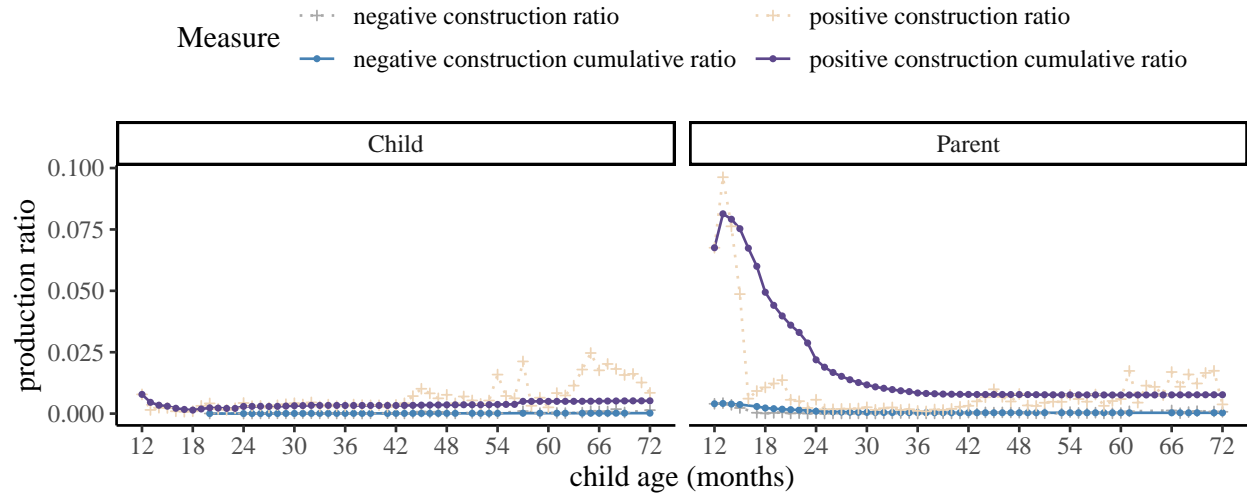 Measure
negative construction ratio
positive construction ratio
negative construction cumulative ratio
positive construction cumulative ratio
Child
Parent
production ratio
0.100
0.075
0.050
0.025
0.000
12 18 24 30 36 42 48 54 60 66 72
12 18 24 30 36 42 48 54 60 66 72
child age (months)